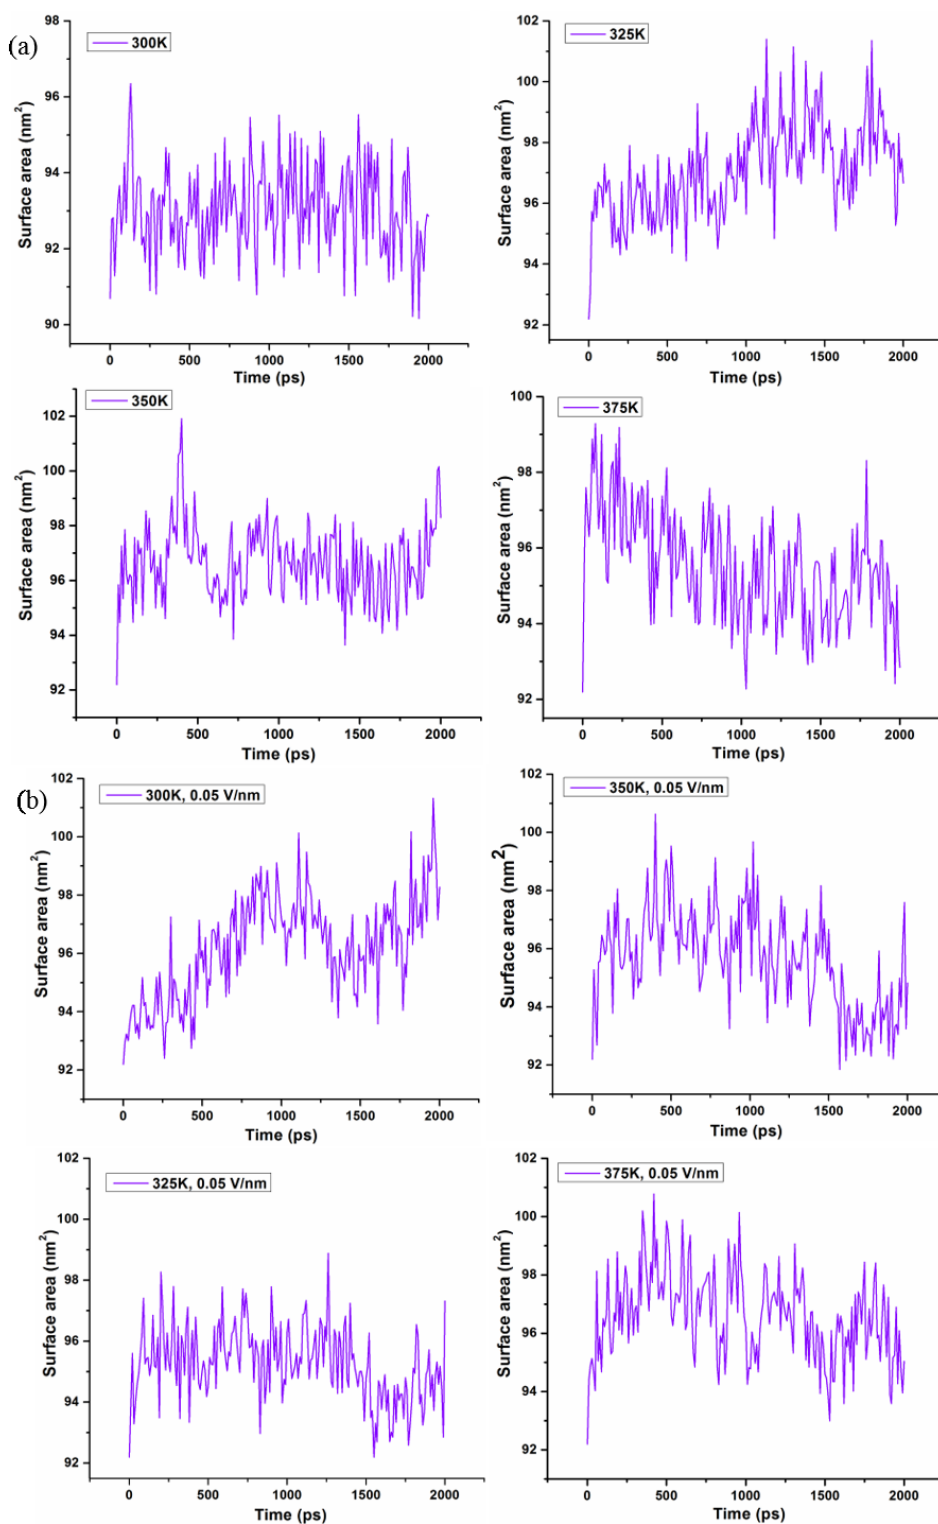 (a)
300K
Surface area (nm²)
98
96
94
92
90
0 500 1000 1500 2000
Time (ps)
325K
Surface area (nm²)
102
100
98
96
94
92
0 500 1000 1500 2000
Time (ps)
350K
Surface area (nm²)
102
100
98
96
94
92
0 500 1000 1500 2000
Time (ps)
375K
Surface area (nm²)
100
98
96
94
92
0 500 1000 1500 2000
Time (ps)
(b)
300K, 0.05 V/nm
Surface area (nm²)
102
100
98
96
94
92
0 500 1000 1500 2000
Time (ps)
350K, 0.05 V/nm
Surface area (nm²)
102
100
98
96
94
92
0 500 1000 1500 2000
Time (ps)
325K, 0.05 V/nm
Surface area (nm²)
102
100
98
96
94
92
0 500 1000 1500 2000
Time (ps)
375K, 0.05 V/nm
Surface area (nm²)
102
100
98
96
94
92
0 500 1000 1500 2000
Time (ps)